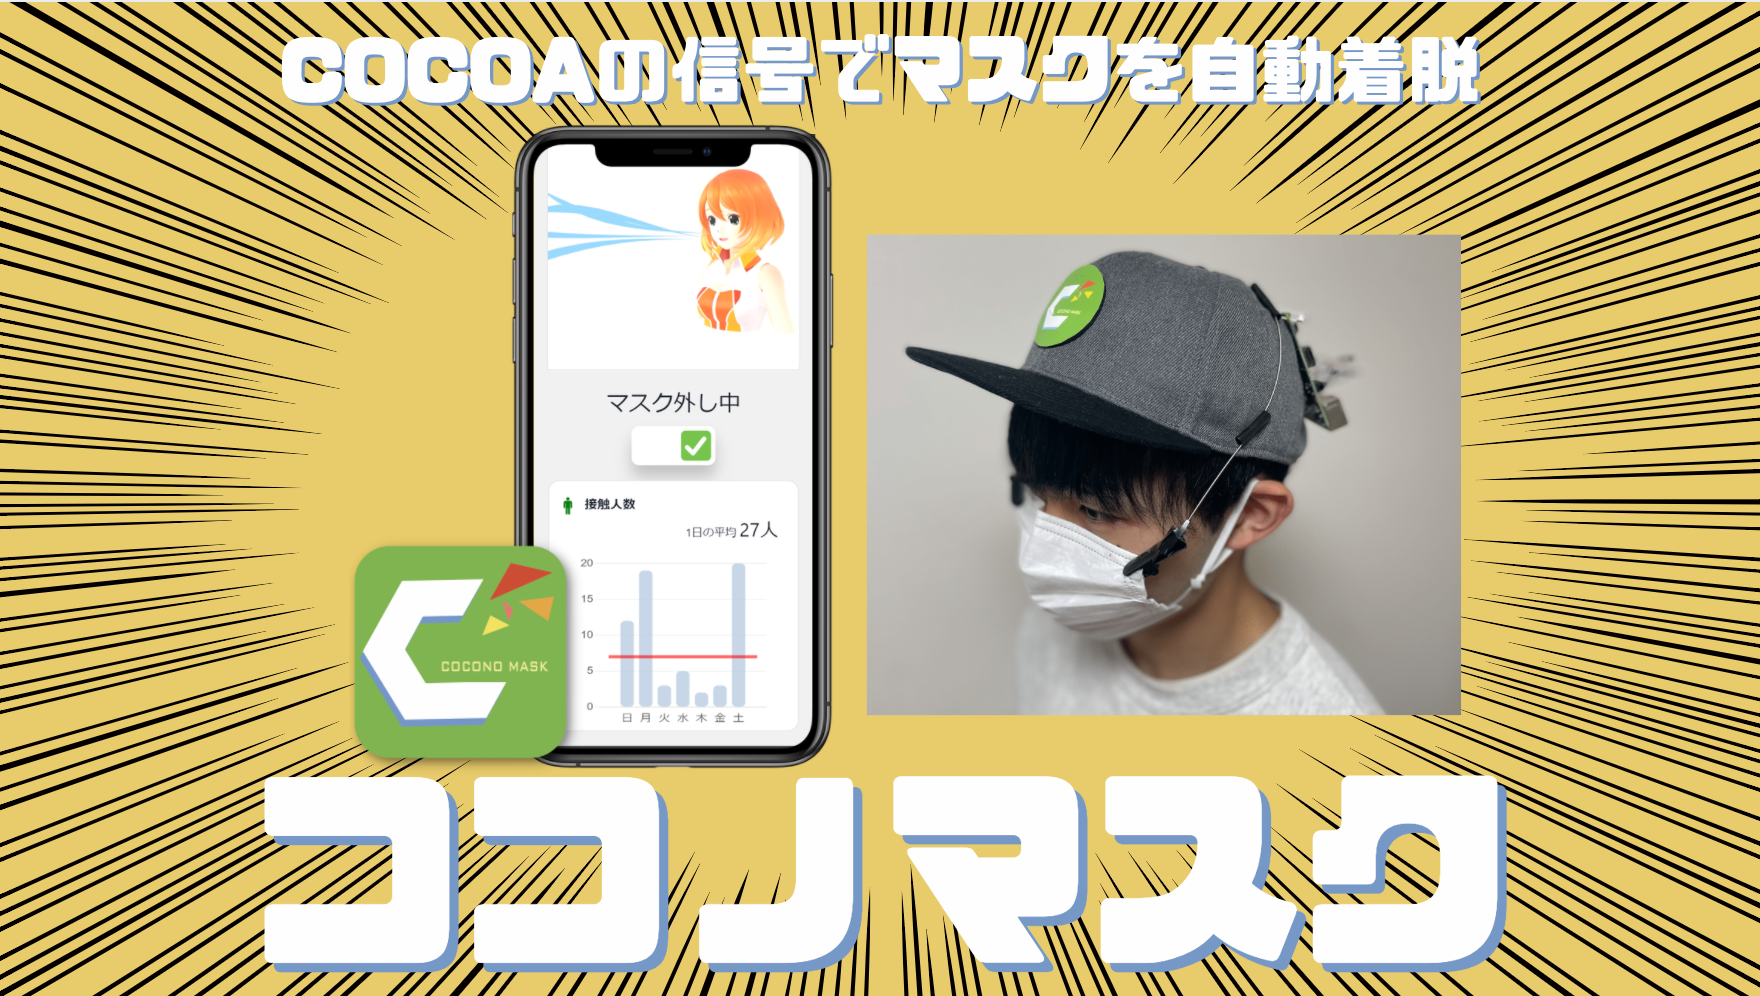 COCOAの信号でマスクを自動着脱
マスク外し中
接触人数
1日の平均 27人
20
15
10
5
0
日 月 火 水 木 金 土
COCONO MASK
COCONO MASK
ココノマスク